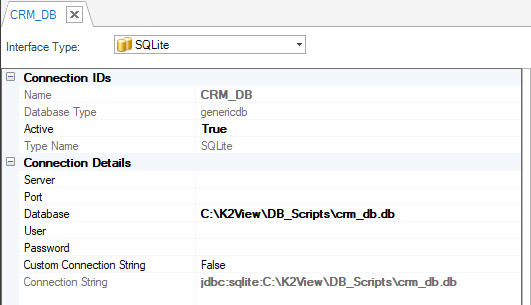 CRM_DB
Interface Type: SQLite
Connection IDs
Name CRM_DB
Database Type genericdb
Active True
Type Name SQLite
Connection Details
Server
Port
Database C:\K2View\DB_Scripts\crm_db.db
User
Password
Custom Connection String False
Connection String jdbc:sqlite:C:\K2View\DB_Scripts\crm_db.db